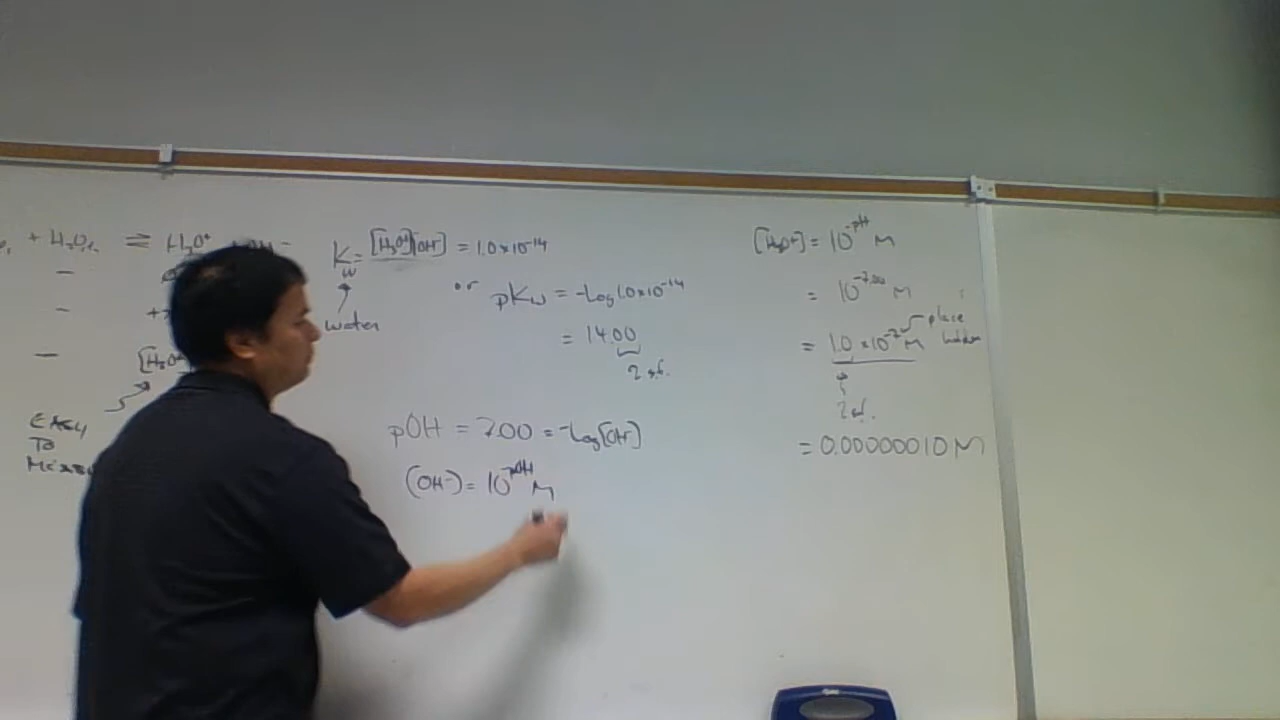 + H₂O ⇌ H₃O⁺ + OH⁻
[H₃O⁺]
EASY
TO
Kw = [H₃O⁺][OH⁻] = 1.0×10⁻¹⁴
water
or pKw = -log 1.0×10⁻¹⁴
= 14.00
2 s.f.
pOH = 7.00 = -log[OH⁻]
(OH⁻) = 10⁻ᵖᴼᴴ M
[H₃O⁺] = 10⁻ᵖᴴ M
= 10⁻⁷·⁰⁰ M
= 1.0 ×10⁻⁷ M
place
holder
2 s.f.
= 0.00000010 M